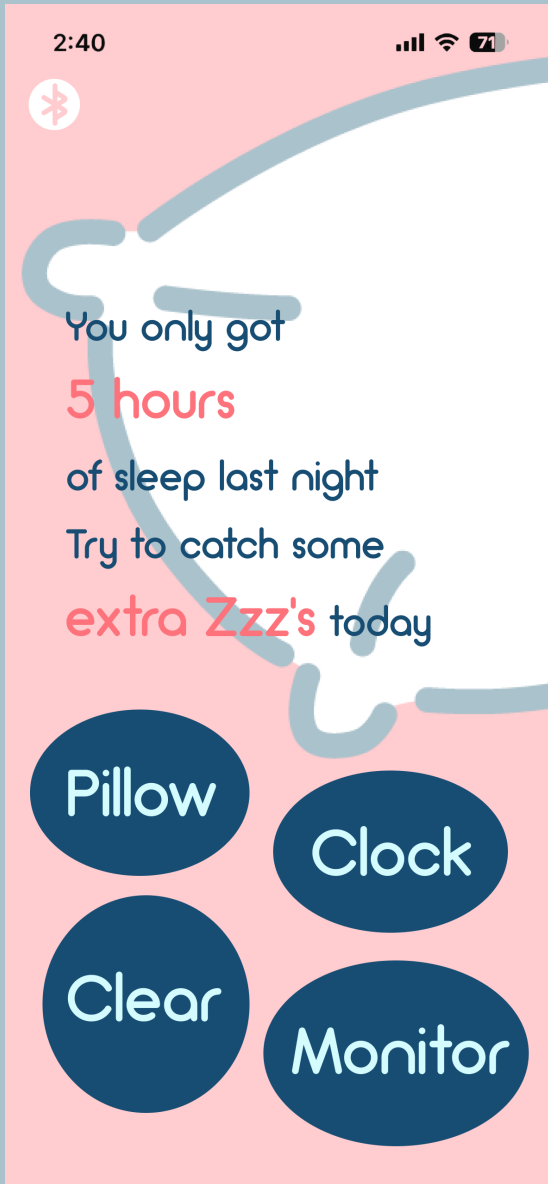 2:40
71
You only got
5 hours
of sleep last night
Try to catch some
extra Zzz's today
Pillow
Clock
Clear
Monitor